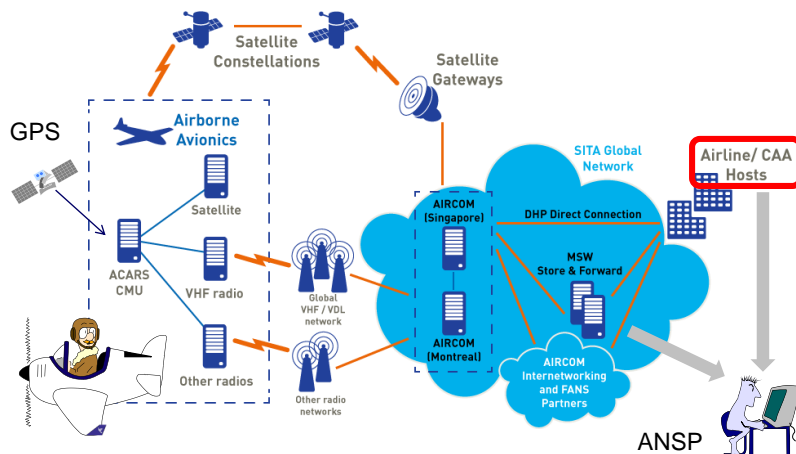 Satellite
Constellations
Satellite
Gateways
GPS
Airborne
Avionics
SITA Global
Network
Airline/ CAA
Hosts
Satellite
AIRCOM
(Singapore)
DHP Direct Connection
ACARS
CMU
VHF radio
MSW
Store & Forward
Global
VHF / VDL
network
AIRCOM
(Montreal)
Other radios
Other radio
networks
AIRCOM
Internetworking
and FANS
Partners
ANSP